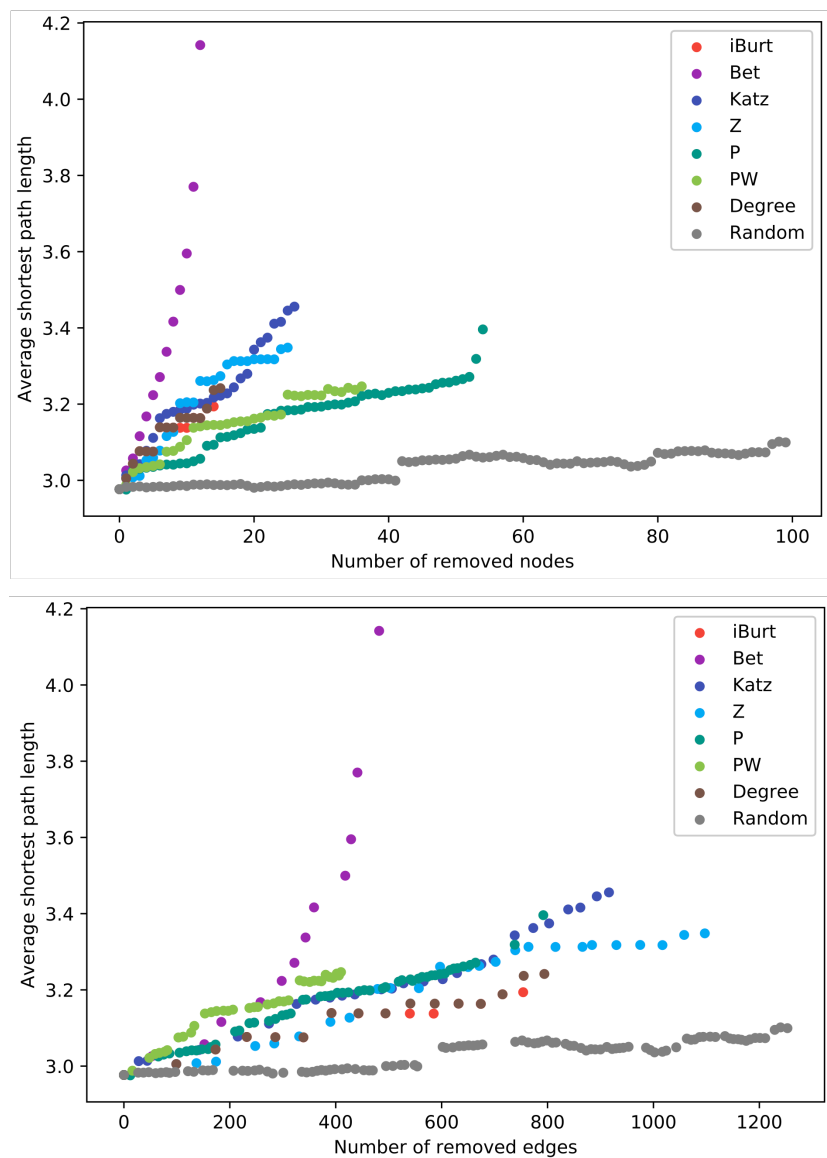 4.2
4.0
3.8
3.6
3.4
3.2
3.0
Average shortest path length
iBurt
Bet
Katz
Z
P
PW
Degree
Random
0
20
40
60
80
100
Number of removed nodes
4.2
4.0
3.8
3.6
3.4
3.2
3.0
Average shortest path length
iBurt
Bet
Katz
Z
P
PW
Degree
Random
0
200
400
600
800
1000
1200
Number of removed edges